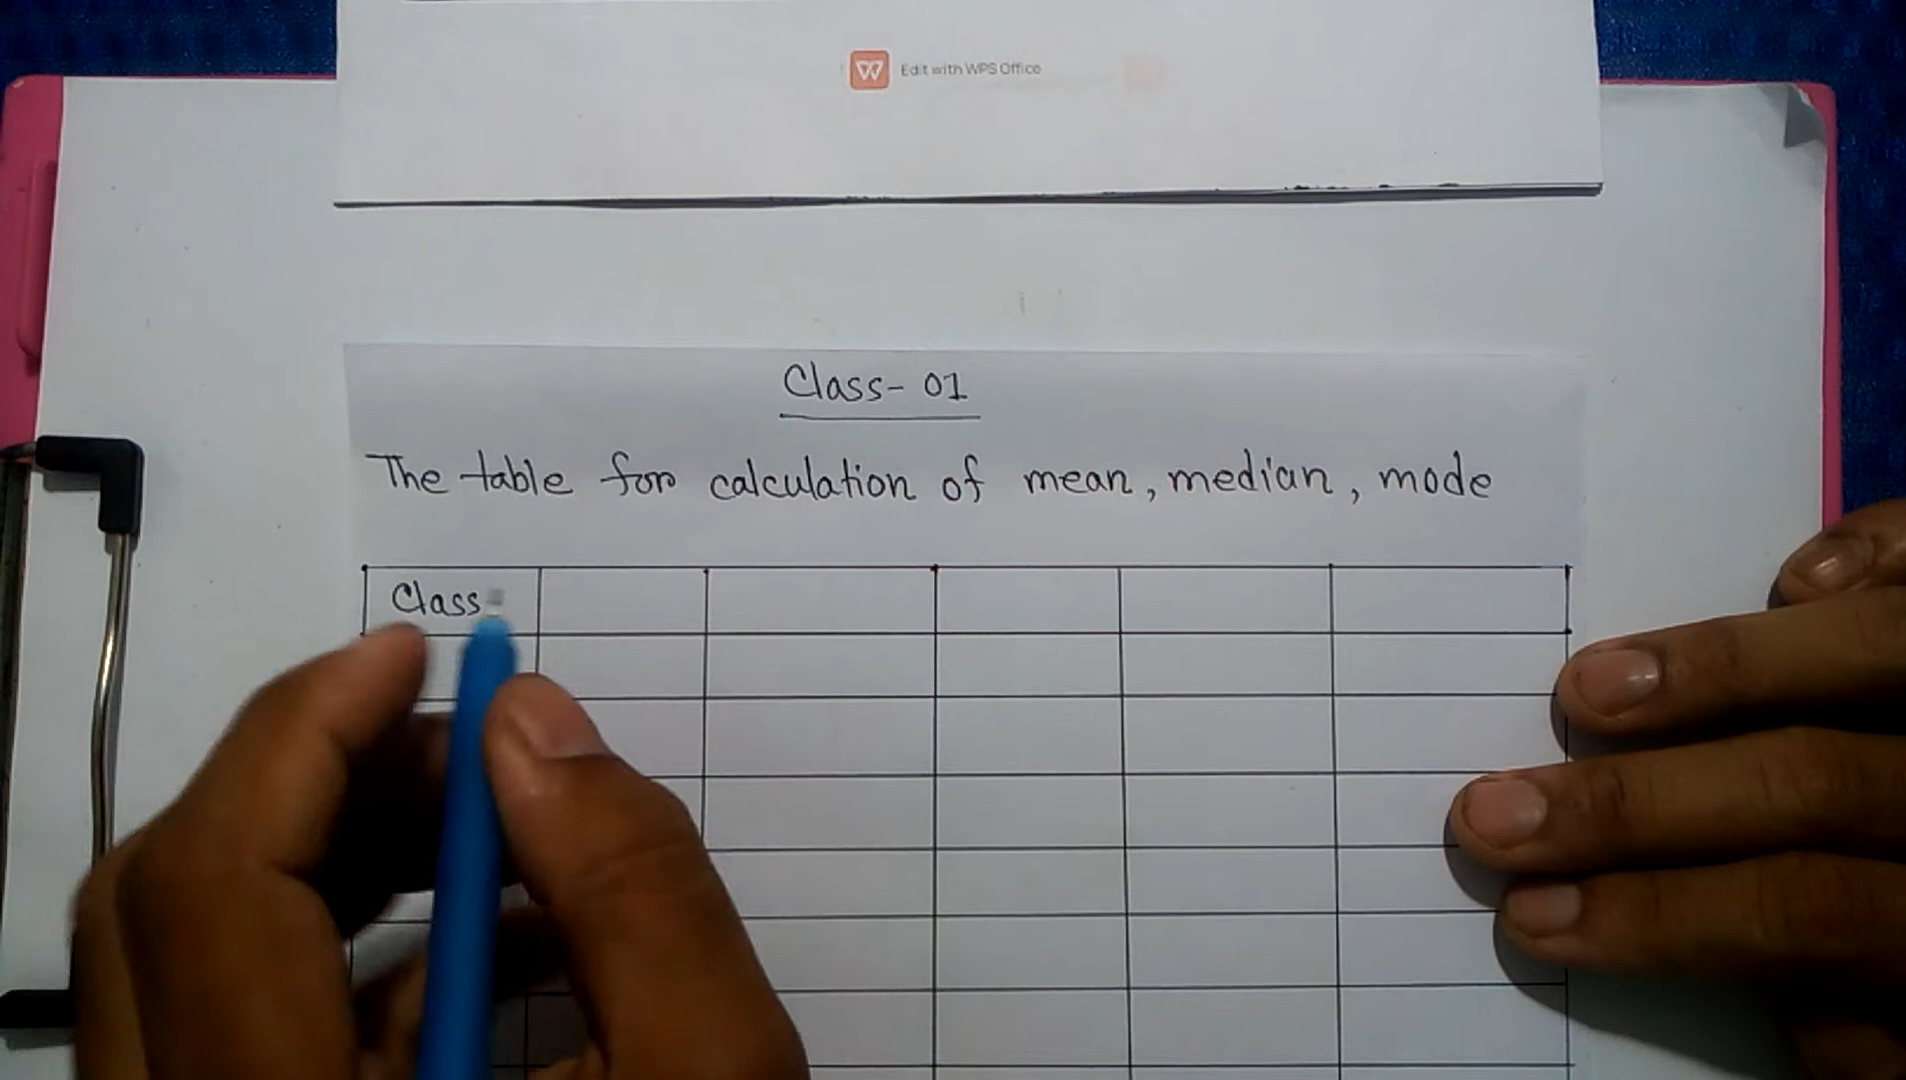 Edit with WPS Office
Class- 01
The table for calculation of mean, median, mode
Class